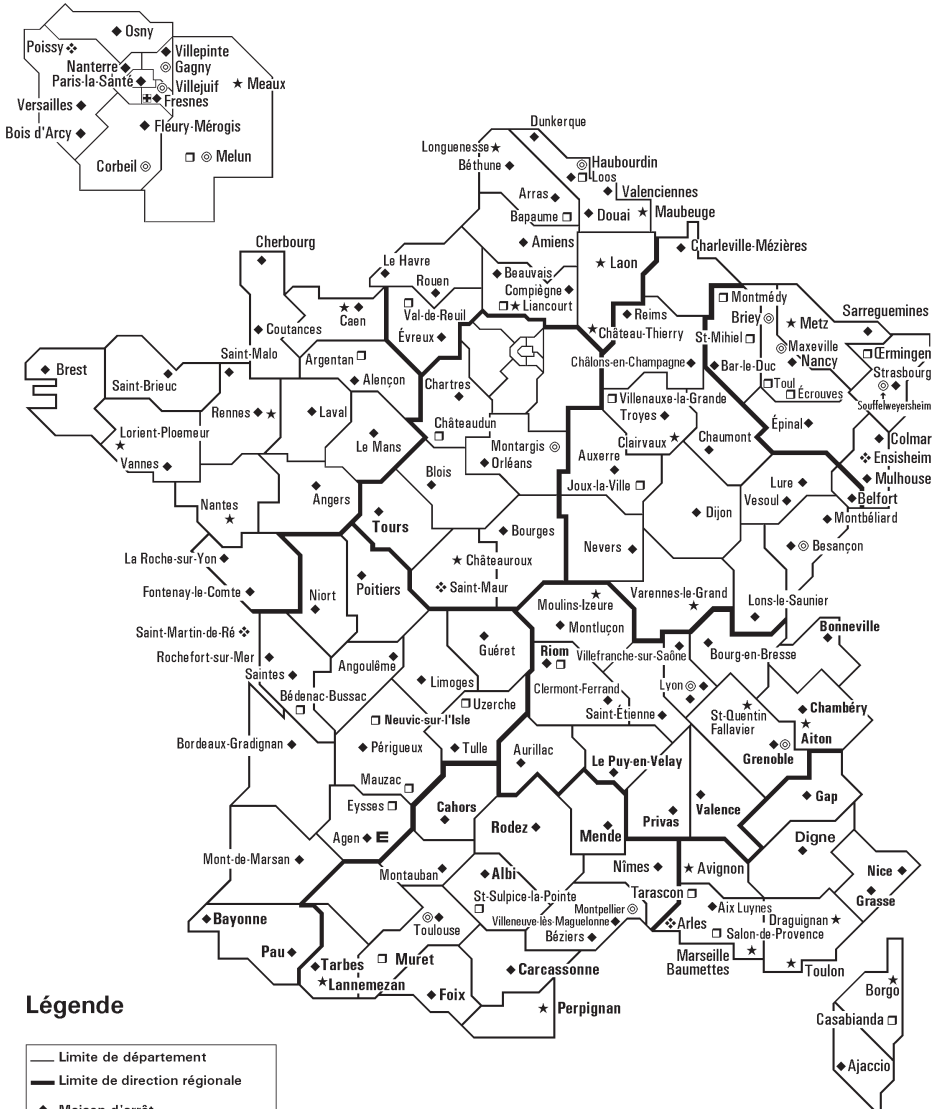 Osny
Poissy
Villepinte
Nanterre
Gagny
Paris-la-Santé
Villejuif
Meaux
Fresnes
Versailles
Fleury-Mérogis
Bois d'Arcy
Melun
Corbeil
Dunkerque
Longuenesse
Haubourdin
Béthune
Loos
Valenciennes
Arras
Bapaume
Douai
Maubeuge
Cherbourg
Amiens
Charleville-Mézières
Le Havre
Laon
Beauvais
Rouen
Compiègne
Montmédy
Liancourt
Caen
Val-de-Reuil
Reims
Briey
Metz
Sarreguemines
Coutances
Évreux
Château-Thierry
St-Mihiel
Maxeville
Œrmingen
Saint-Malo
Argentan
Châlons-en-Champagne
Bar-le-Duc
Nancy
Strasbourg
Brest
Saint-Brieuc
Alençon
Chartres
Toul
Écrouves
Souffelweyersheim
Villenauxe-la-Grande
Rennes
Laval
Châteaudun
Troyes
Épinal
Lorient-Ploemeur
Le Mans
Montargis
Clairvaux
Chaumont
Colmar
Vannes
Orléans
Auxerre
Ensisheim
Blois
Mulhouse
Angers
Joux-la-Ville
Lure
Vesoul
Belfort
Nantes
Tours
Dijon
Montbéliard
Bourges
Nevers
Besançon
La Roche-sur-Yon
Châteauroux
Fontenay-le-Comte
Poitiers
Saint-Maur
Niort
Varennes-le-Grand
Moulins-Izeure
Lons-le-Saunier
Saint-Martin-de-Ré
Montluçon
Bonneville
Guéret
Riom
Villefranche-sur-Saône
Bourg-en-Bresse
Rochefort-sur-Mer
Angoulême
Saintes
Limoges
Clermont-Ferrand
Lyon
Bédenac-Bussac
Uzerche
Saint-Étienne
St-Quentin
Fallavier
Chambéry
Neuvic-sur-l'Isle
Aiton
Bordeaux-Gradignan
Périgueux
Tulle
Aurillac
Grenoble
Le Puy-en-Velay
Mauzac
Eysses
Cahors
Valence
Gap
Privas
Rodez
Mende
Agen
E
Digne
Mont-de-Marsan
Montauban
Albi
Nîmes
Avignon
Nice
St-Sulpice-la-Pointe
Tarascon
Grasse
Bayonne
Montpellier
Aix Luynes
Toulouse
Villeneuve-lès-Maguelonne
Arles
Draguignan
Béziers
Salon-de-Provence
Pau
Muret
Tarbes
Marseille
Baumettes
Lannemezan
Carcassonne
Toulon
Foix
Borgo
Perpignan
Casabianda
Ajaccio
Légende
Limite de département
Limite de direction régionale
Maison d'arrêt